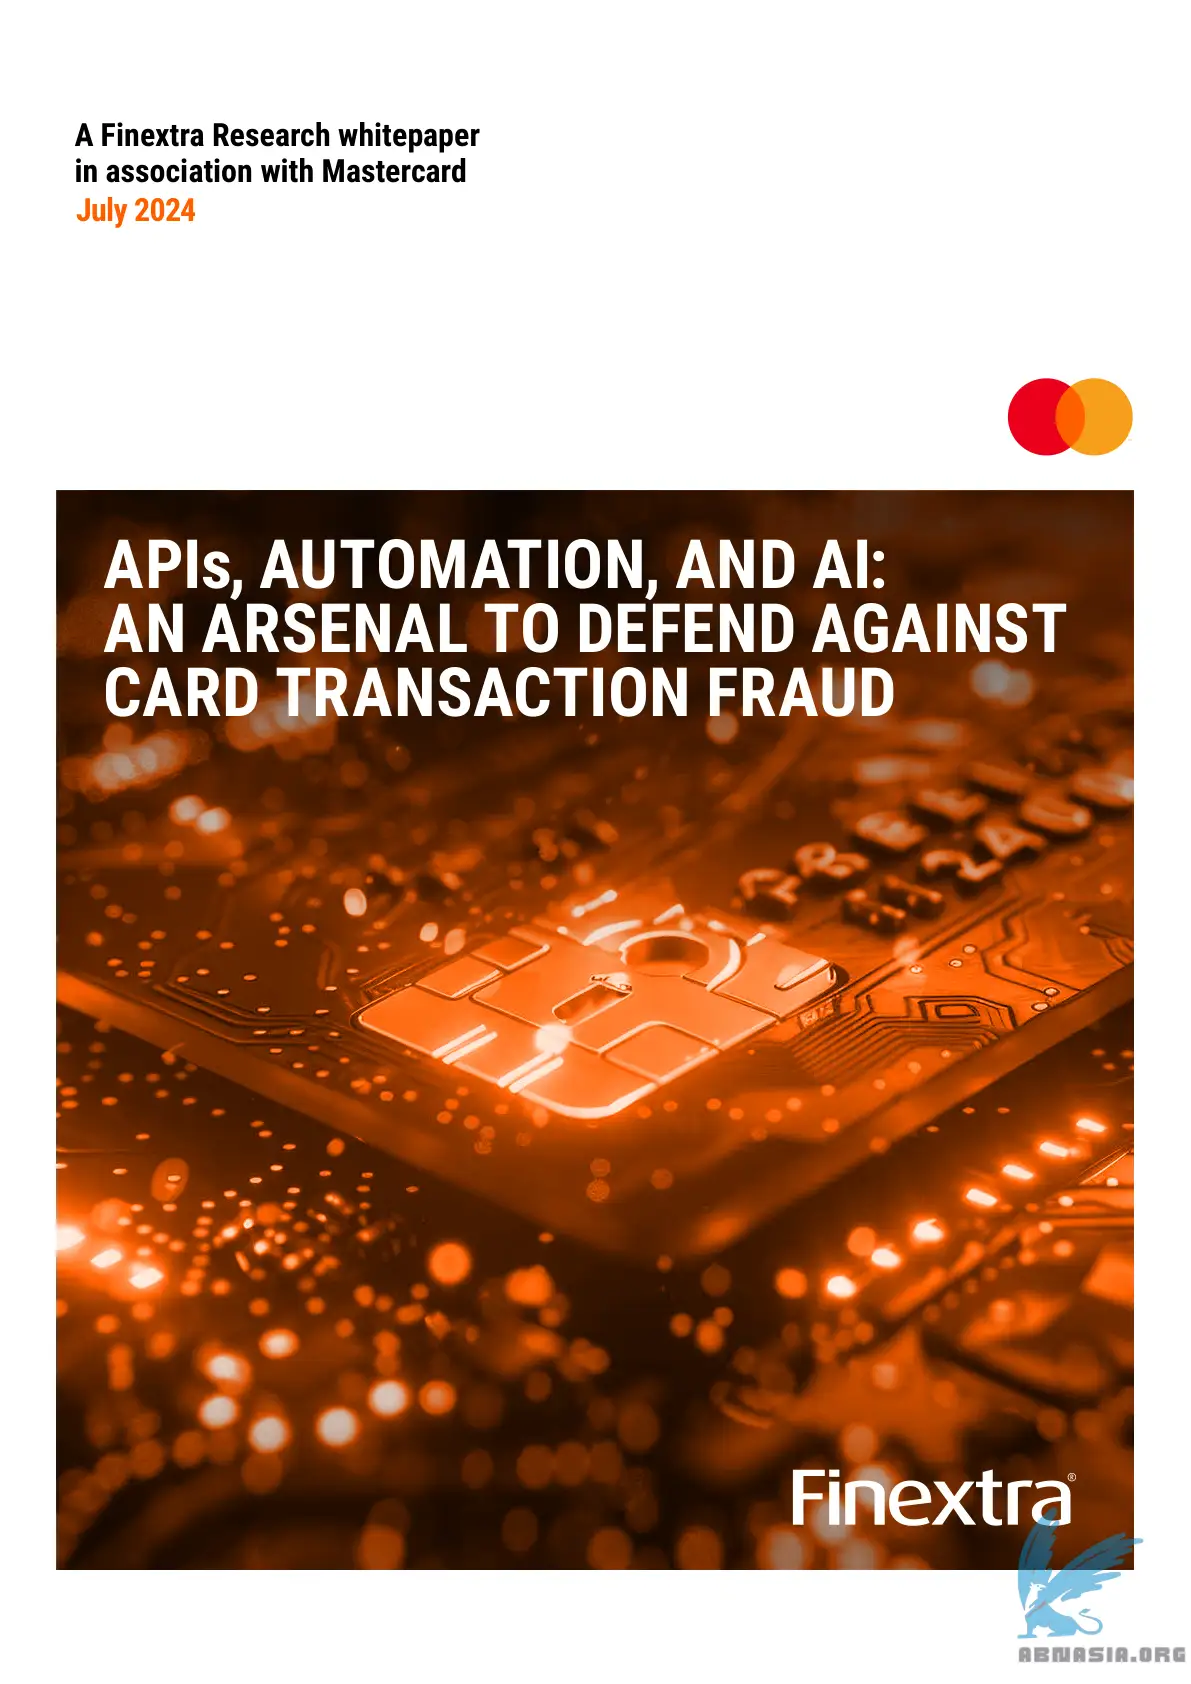 A Finextra Research whitepaper
in association with Mastercard
July 2024
APIs, AUTOMATION, AND AI:
AN ARSENAL TO DEFEND AGAINST
CARD TRANSACTION FRAUD
Finextra®
ABNASIA.ORG